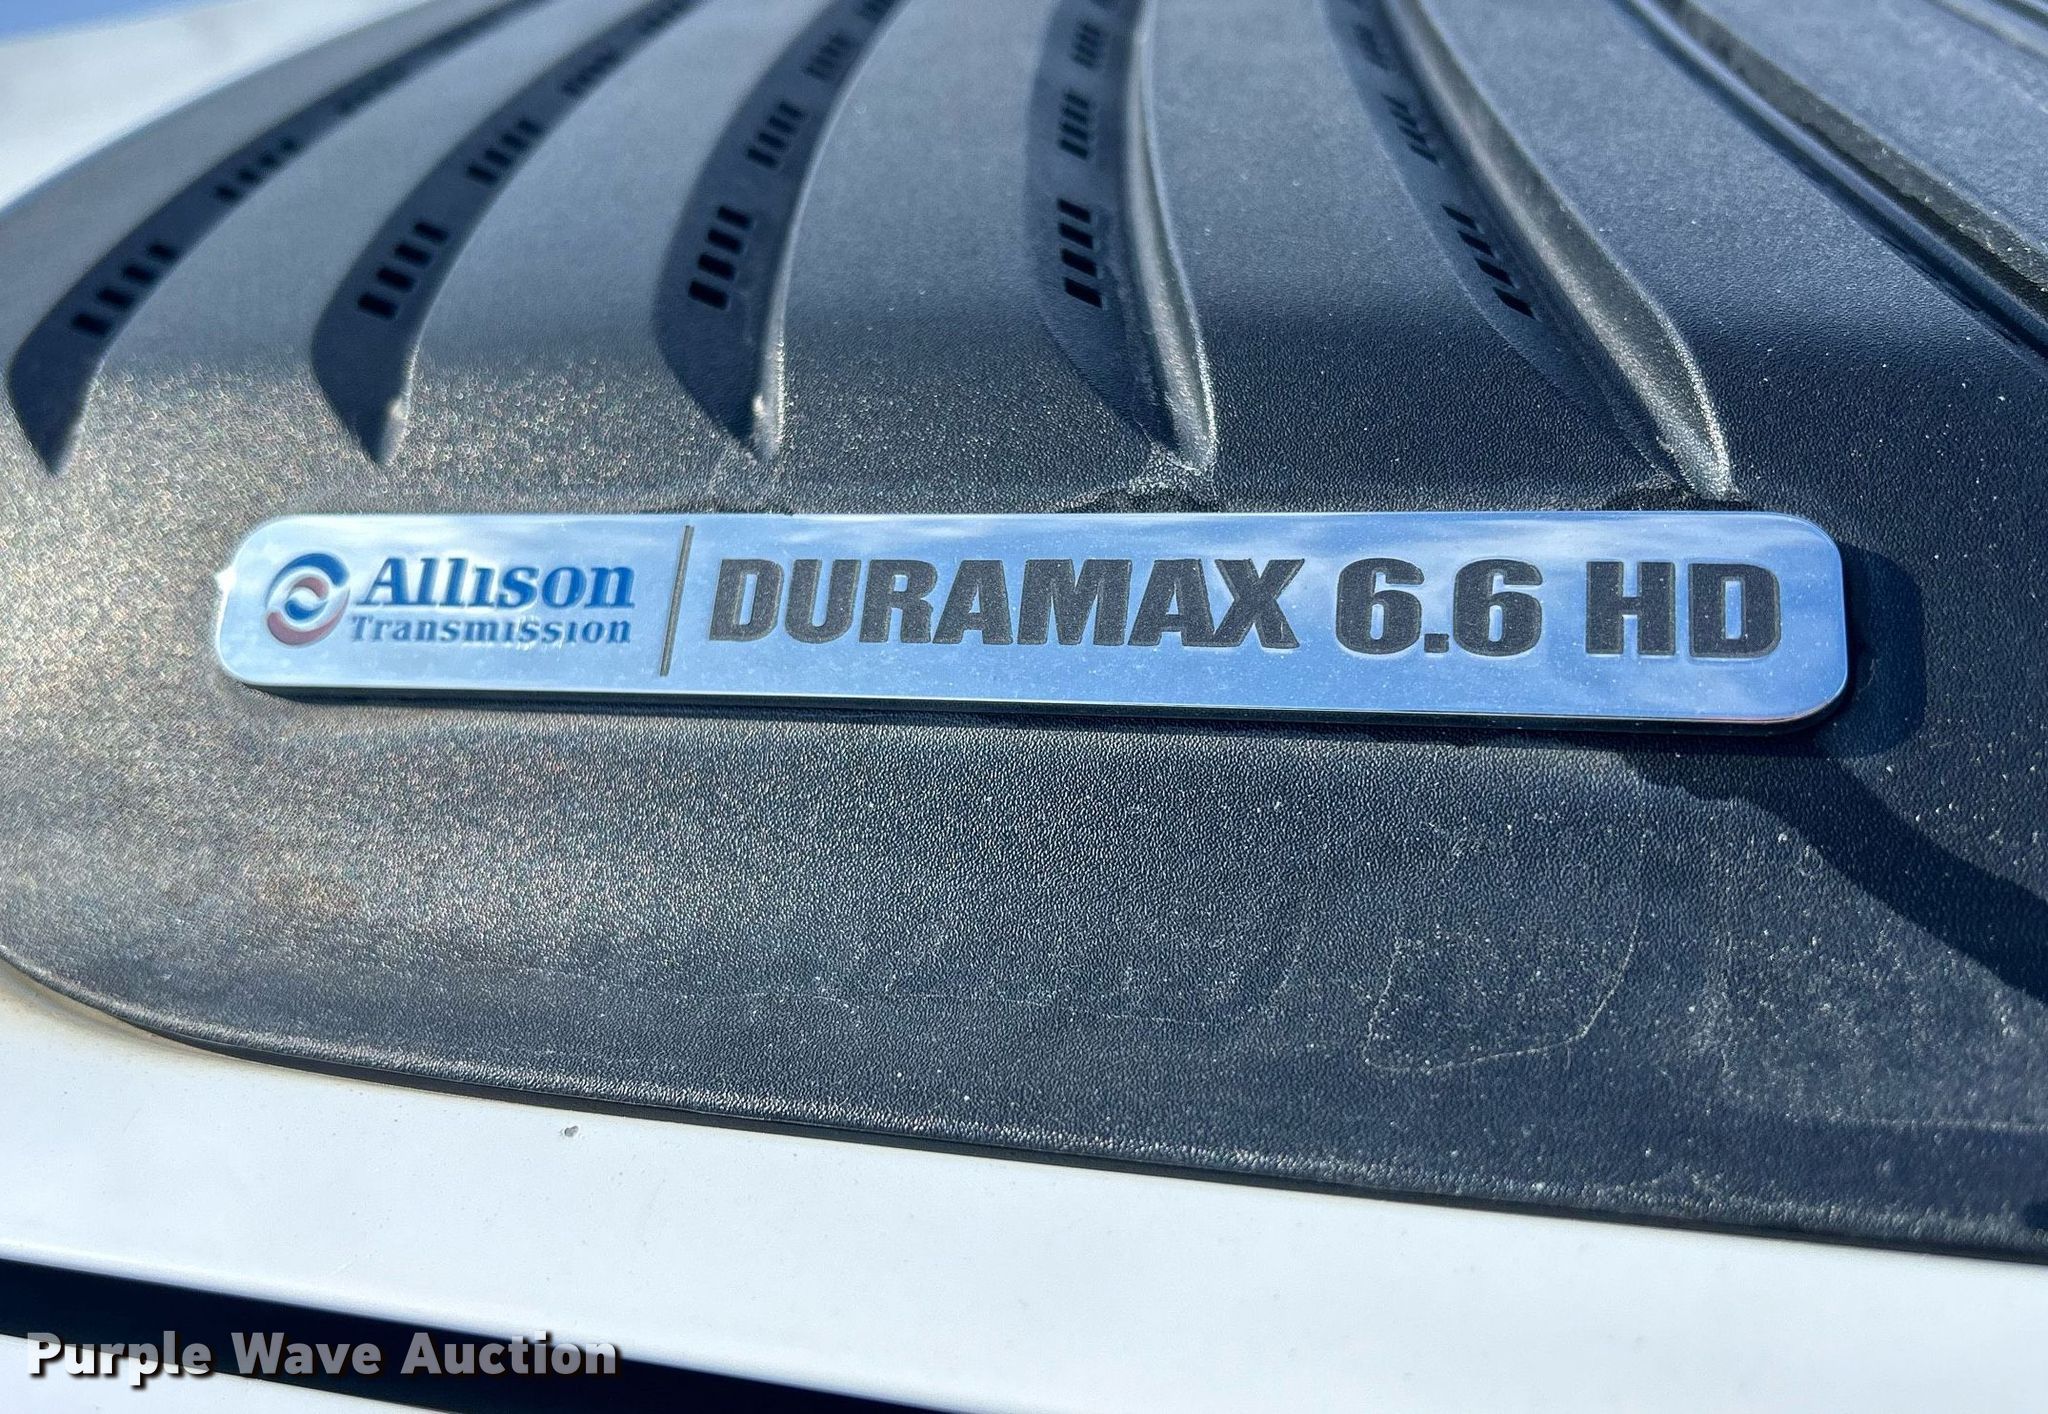 Allison
Transmission
DURAMAX 6.6 HD
Purple Wave Auction